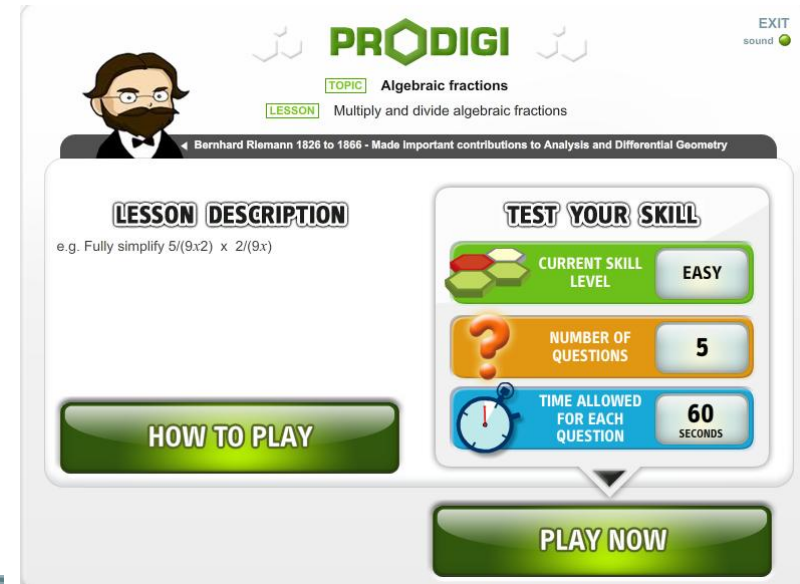 PRODIGI
EXIT
sound
TOPIC Algebraic fractions
LESSON Multiply and divide algebraic fractions
Bernhard Riemann 1826 to 1866 - Made important contributions to Analysis and Differential Geometry
LESSON DESCRIPTION
e.g. Fully simplify 5/(9x2) x 2/(9x)
HOW TO PLAY
TEST YOUR SKILL
CURRENT SKILL
LEVEL
EASY
NUMBER OF
QUESTIONS
5
TIME ALLOWED
FOR EACH
QUESTION
60
SECONDS
PLAY NOW